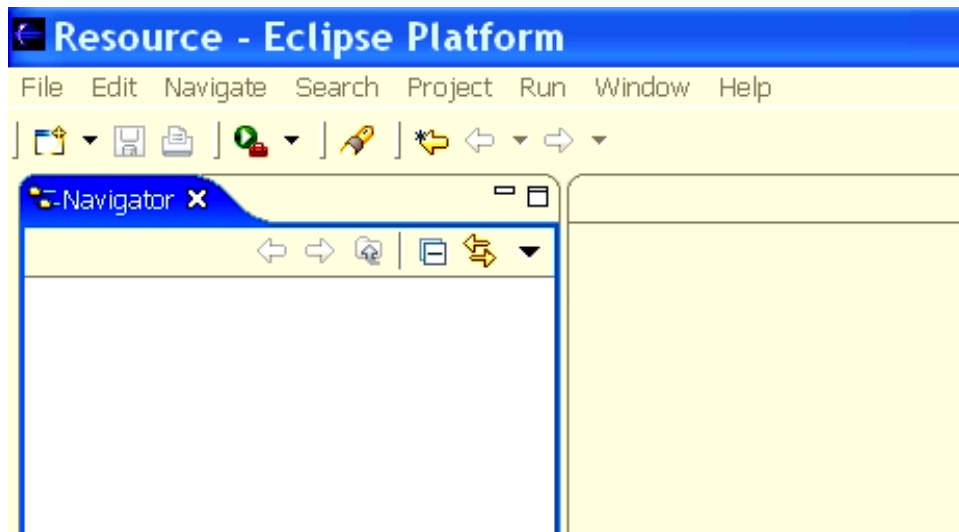 Resource - Eclipse Platform
File Edit Navigate Search Project Run Window Help
Navigator